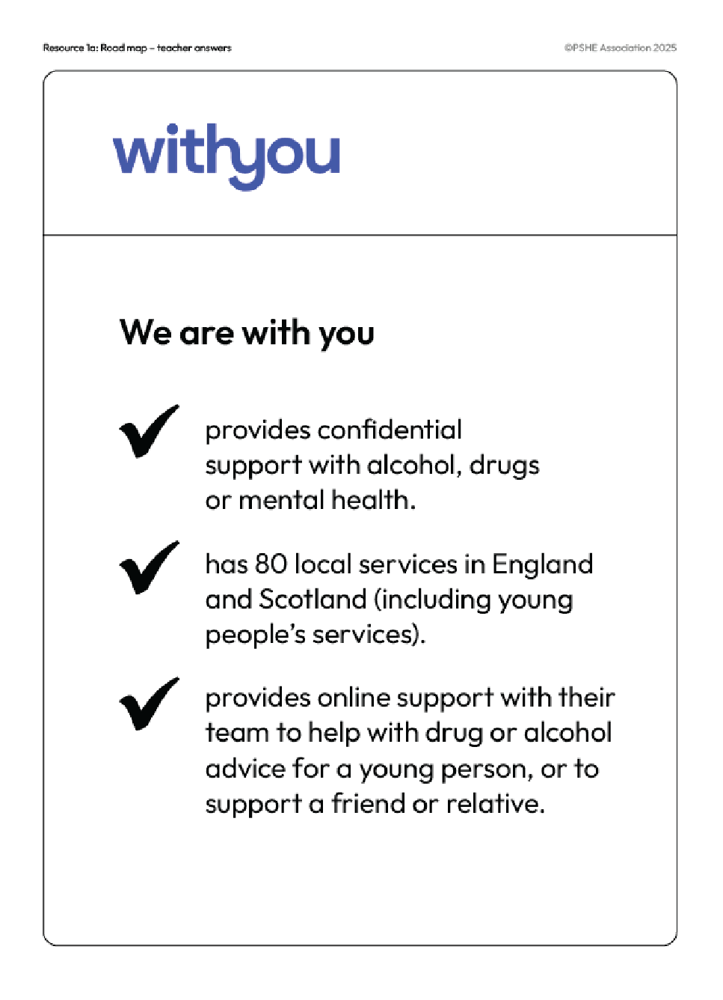 Resource 1a: Road map – teacher answers
©PSHE Association 2025
withyou
We are with you
provides confidential
support with alcohol, drugs
or mental health.
has 80 local services in England
and Scotland (including young
people’s services).
provides online support with their
team to help with drug or alcohol
advice for a young person, or to
support a friend or relative.